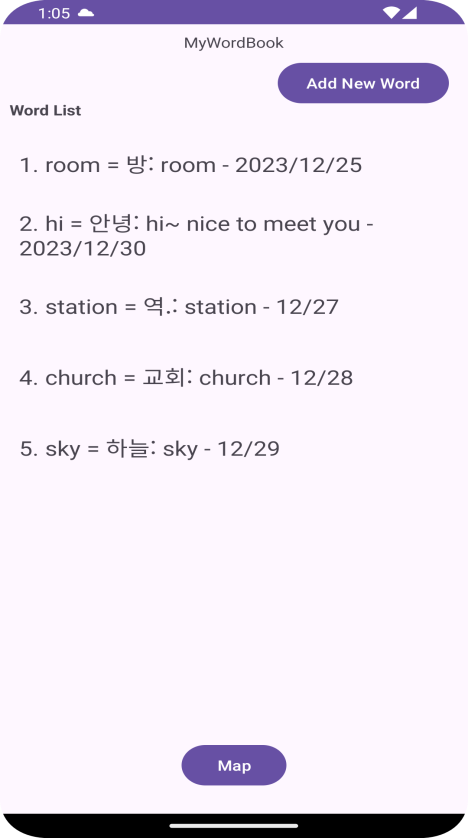 1:05
MyWordBook
Add New Word
Word List
1. room = 방: room - 2023/12/25
2. hi = 안녕: hi~ nice to meet you -
2023/12/30
3. station = 역.: station - 12/27
4. church = 교회: church - 12/28
5. sky = 하늘: sky - 12/29
Map